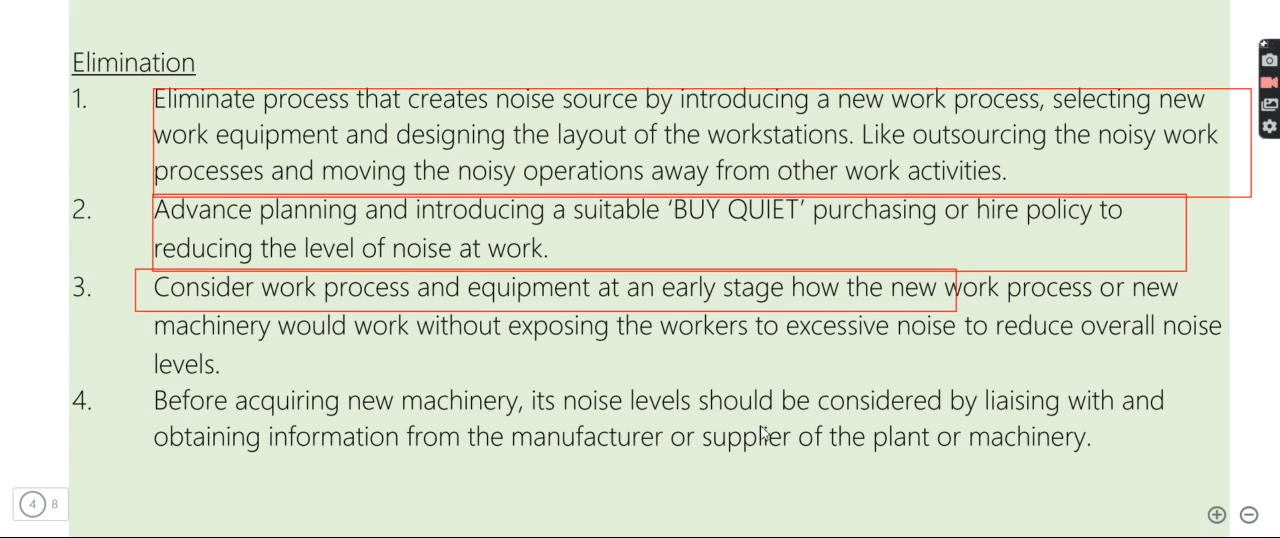 Elimination
1. Eliminate process that creates noise source by introducing a new work process, selecting new
work equipment and designing the layout of the workstations. Like outsourcing the noisy work
processes and moving the noisy operations away from other work activities.
2. Advance planning and introducing a suitable ‘BUY QUIET’ purchasing or hire policy to
reducing the level of noise at work.
3. Consider work process and equipment at an early stage how the new work process or new
machinery would work without exposing the workers to excessive noise to reduce overall noise
levels.
4. Before acquiring new machinery, its noise levels should be considered by liaising with and
obtaining information from the manufacturer or supplier of the plant or machinery.
4 8